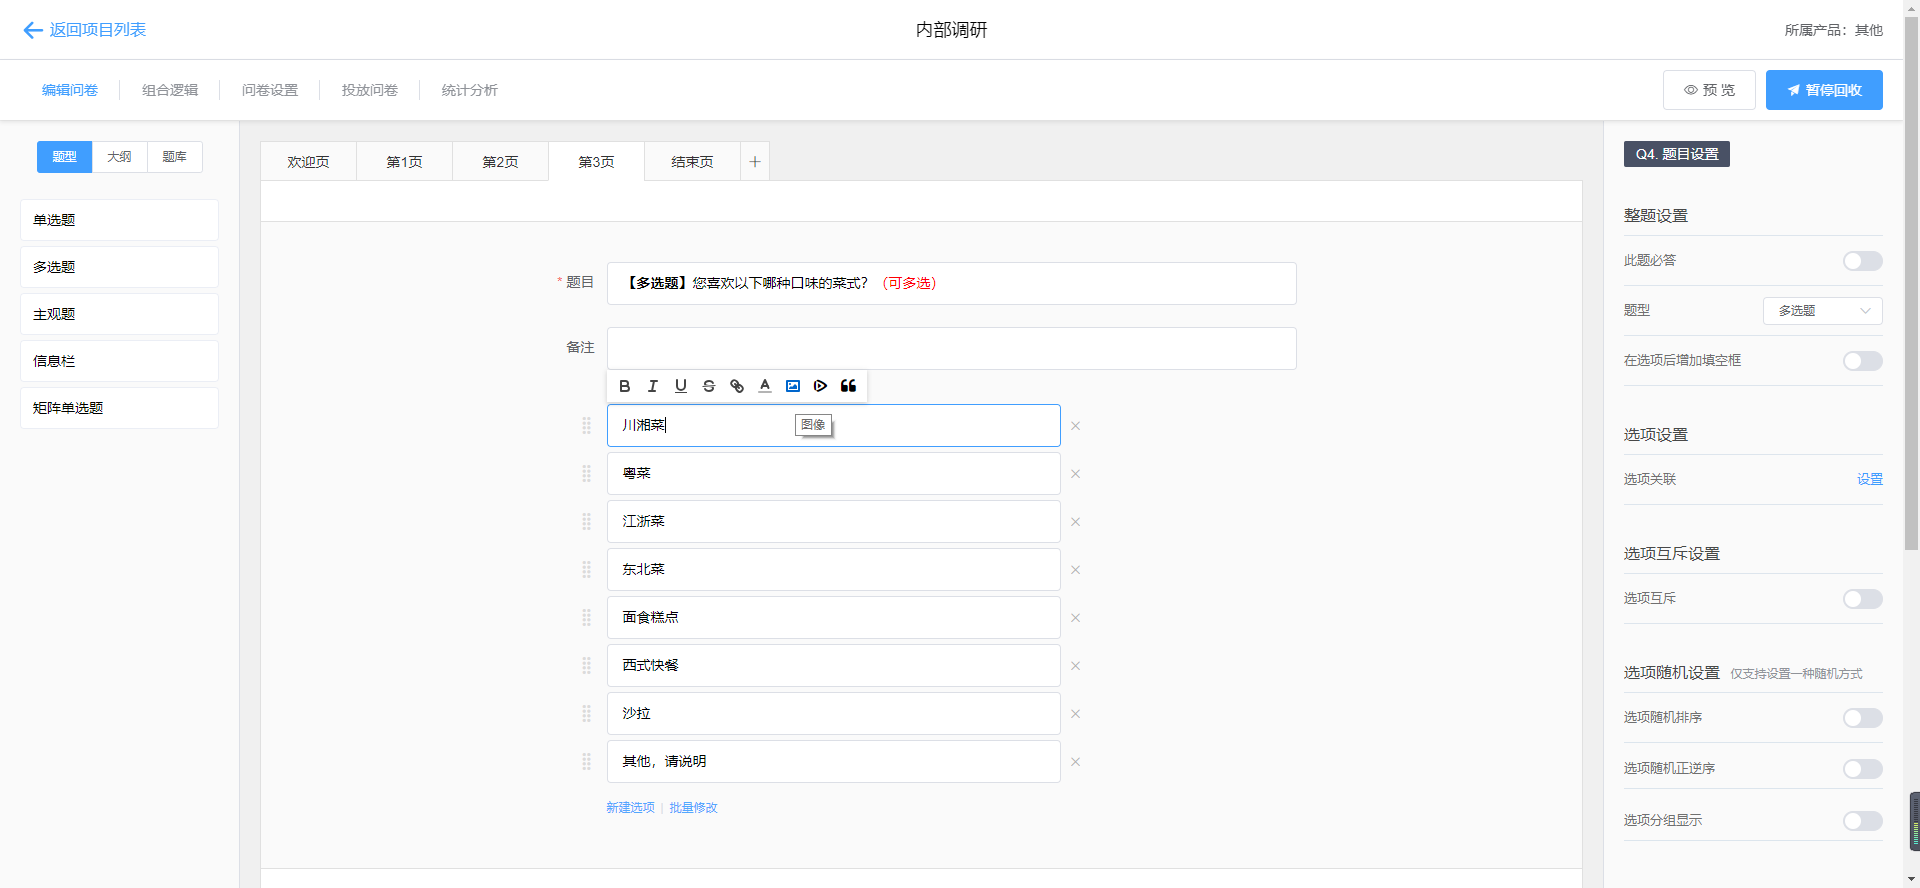 返回项目列表
内部调研
所属产品：其他
编辑问卷
组合逻辑
问卷设置
投放问卷
统计分析
预 览
暂停回收
题型
大纲
题库
单选题
多选题
主观题
信息栏
矩阵单选题
欢迎页
第1页
第2页
第3页
结束页
* 题目
【多选题】您喜欢以下哪种口味的菜式？（可多选）
备注
川湘菜
图像
粤菜
江浙菜
东北菜
面食糕点
西式快餐
沙拉
其他，请说明
新建选项 | 批量修改
Q4. 题目设置
整题设置
此题必答
题型
多选题
在选项后增加填空框
选项设置
选项关联
设置
选项互斥设置
选项互斥
选项随机设置 仅支持设置一种随机方式
选项随机排序
选项随机正逆序
选项分组显示